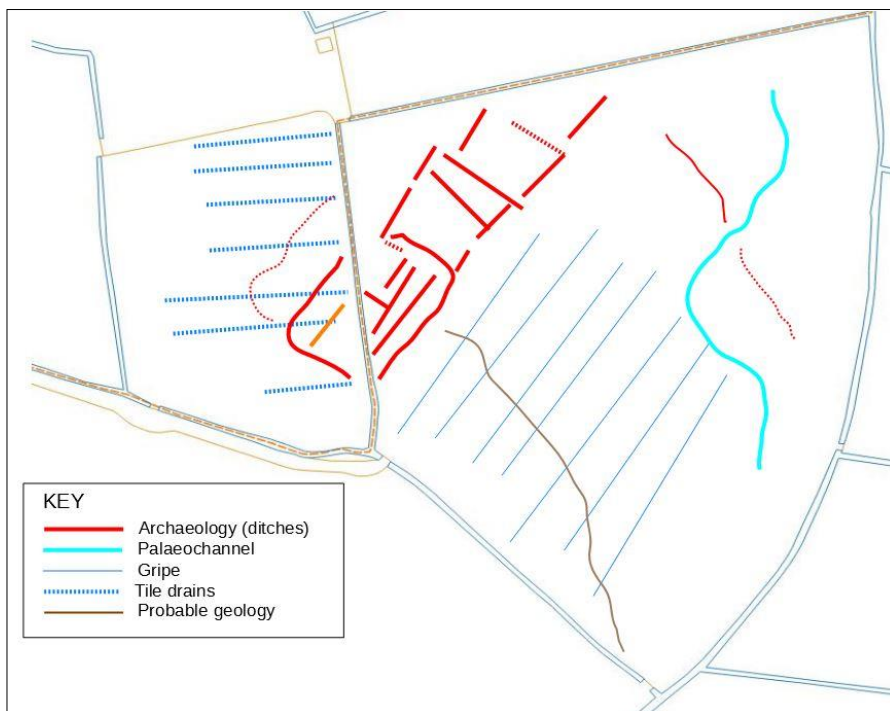 KEY
Archaeology (ditches)
Palaeochannel
Gripe
Tile drains
Probable geology